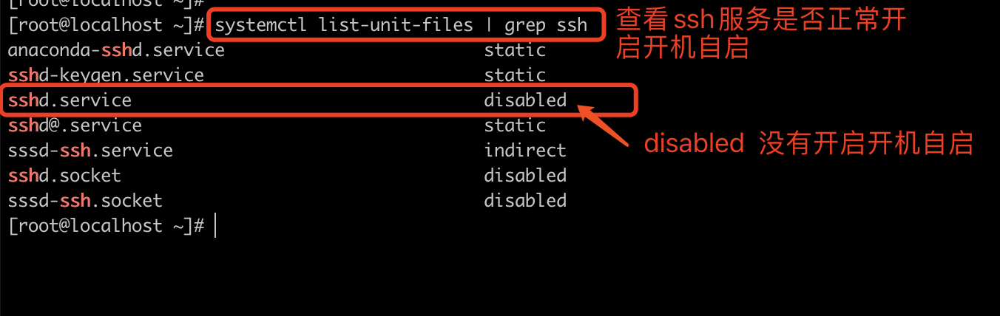 [root@localhost ~]#
[root@localhost ~]# systemctl list-unit-files | grep ssh
查看ssh服务是否正常开
启开机自启
anaconda-sshd.service static
sshd-keygen.service static
sshd.service disabled
sshd@.service static
disabled 没有开启开机自启
sssd-ssh.service indirect
sshd.socket disabled
sssd-ssh.socket disabled
[root@localhost ~]#